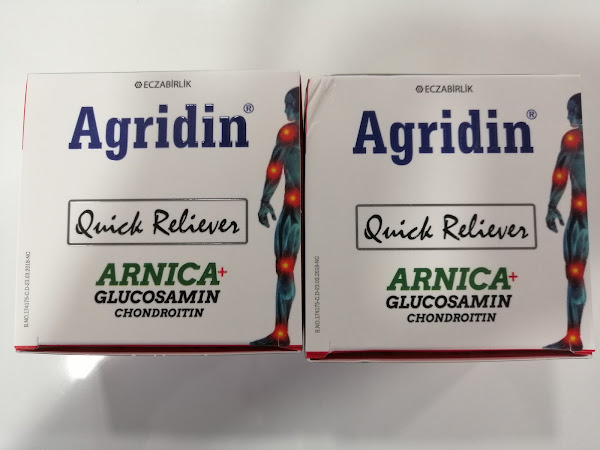 ECZABİRLİK
Agridin®
Quick Reliever
ARNICA+
GLUCOSAMIN
CHONDROITIN
ECZABİRLİK
Agridin®
Quick Reliever
ARNICA+
GLUCOSAMIN
CHONDROITIN